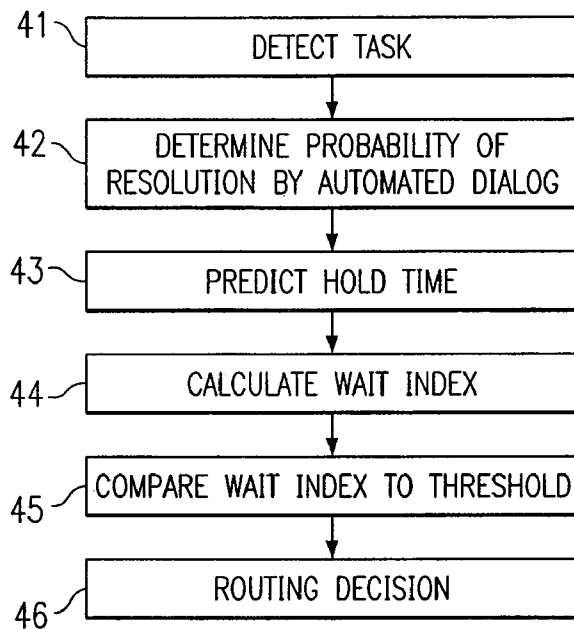 41
DETECT TASK
42
DETERMINE PROBABILITY OF
RESOLUTION BY AUTOMATED DIALOG
43
PREDICT HOLD TIME
44
CALCULATE WAIT INDEX
45
COMPARE WAIT INDEX TO THRESHOLD
46
ROUTING DECISION